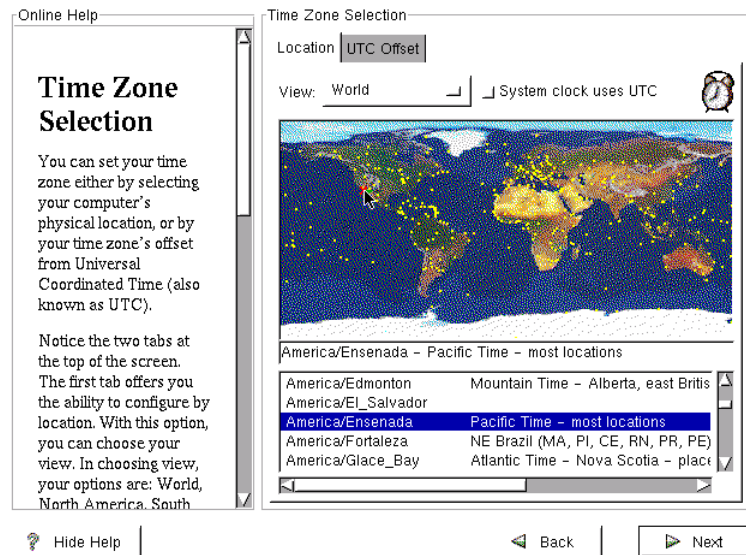 Online Help
Time Zone
Selection
You can set your time
zone either by selecting
your computer's
physical location, or by
your time zone's offset
from Universal
Coordinated Time (also
known as UTC).
Notice the two tabs at
the top of the screen.
The first tab offers you
the ability to configure by
location. With this option,
you can choose your
view. In choosing view,
your options are: World,
North America, South
Time Zone Selection
Location UTC Offset
View: World System clock uses UTC
America/Ensenada - Pacific Time - most locations
America/Edmonton Mountain Time - Alberta, east Britis
America/El_Salvador
America/Ensenada Pacific Time - most locations
America/Fortaleza NE Brazil (MA, PI, CE, RN, PR, PE)
America/Glace_Bay Atlantic Time - Nova Scotia - place
Hide Help Back Next